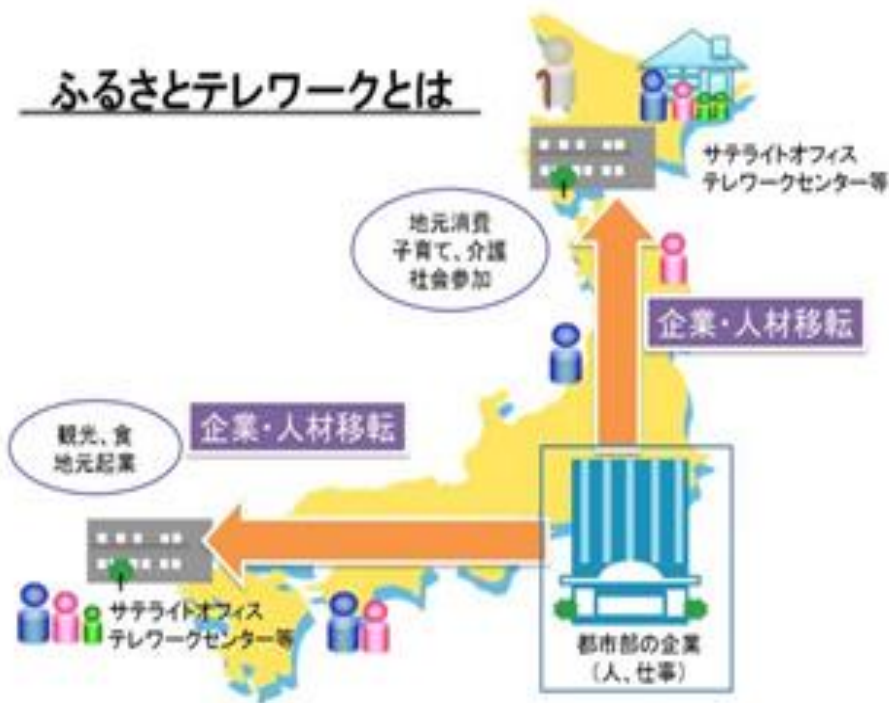 ふるさとテレワークとは
サテライトオフィス
テレワークセンター等
地元消費
子育て、介護
社会参加
企業・人材移転
企業・人材移転
観光、食
地元起業
サテライトオフィス
テレワークセンター等
都市部の企業
(人、仕事)